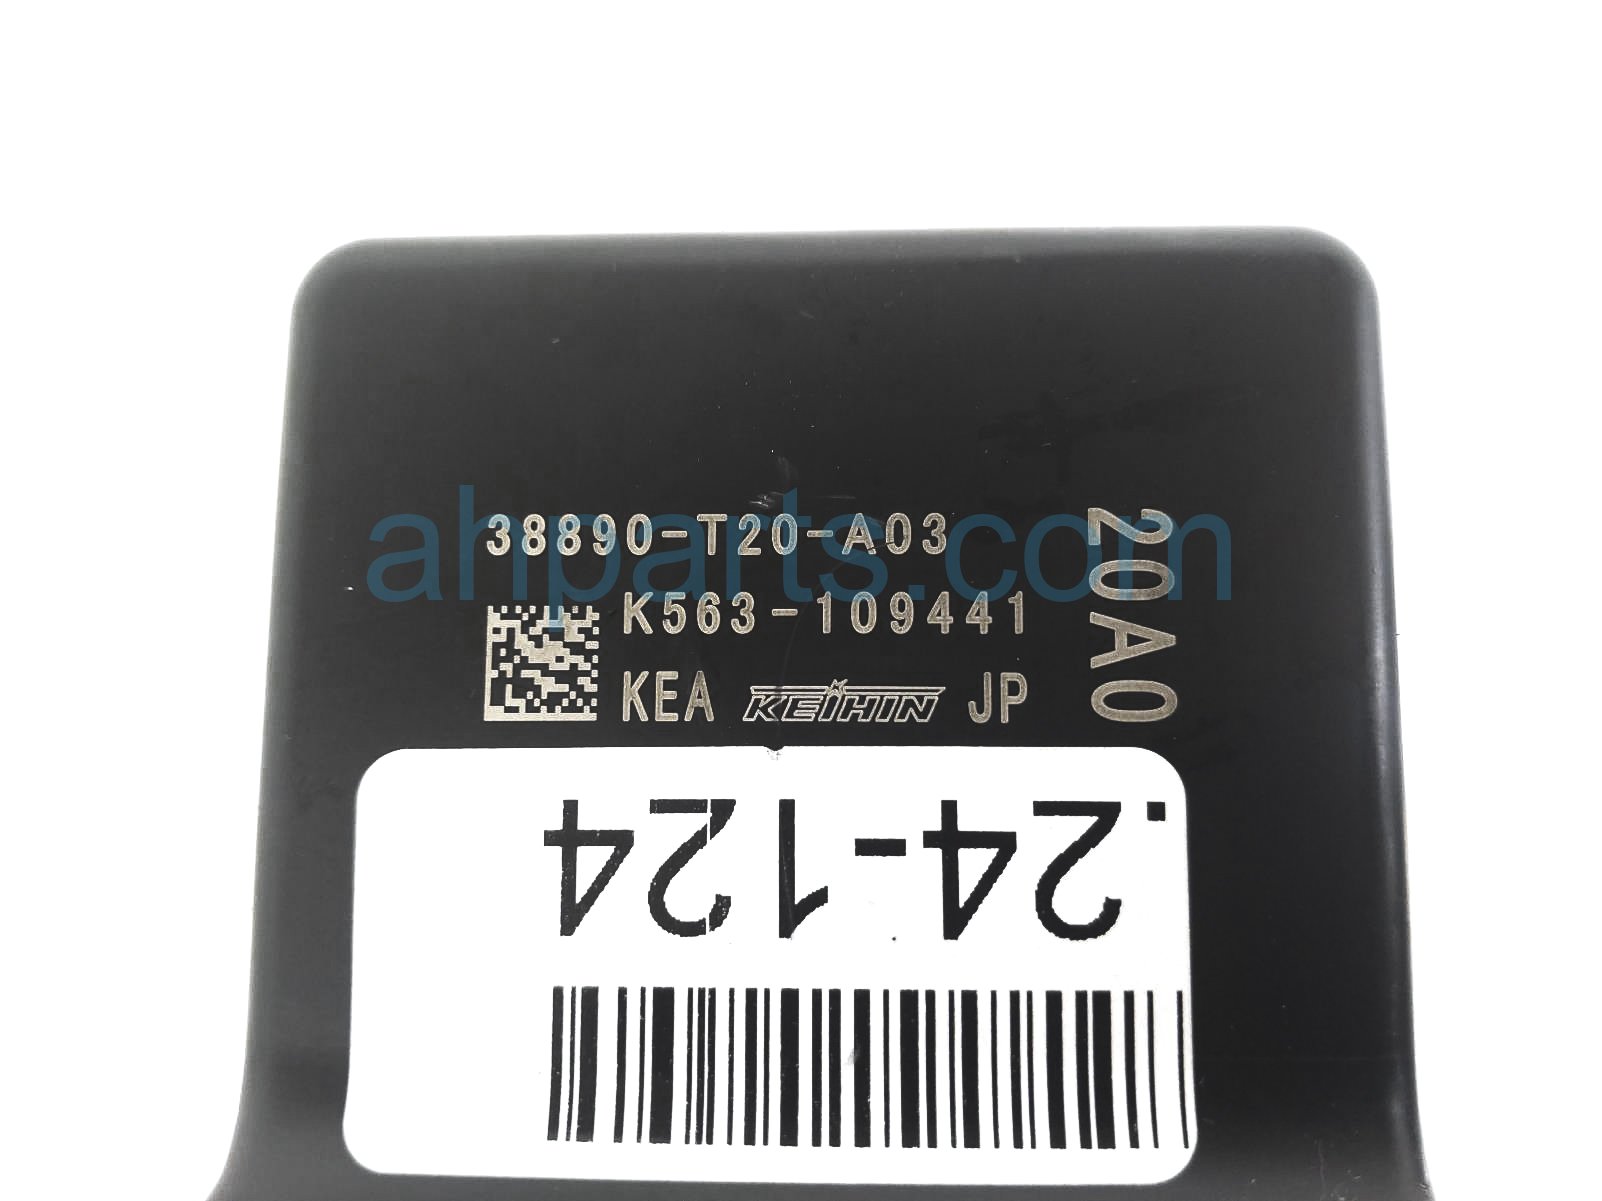 38890-T20-A03
K563-109441
KEA KEIHIN JP
20A0
ahparts.com
.24-124